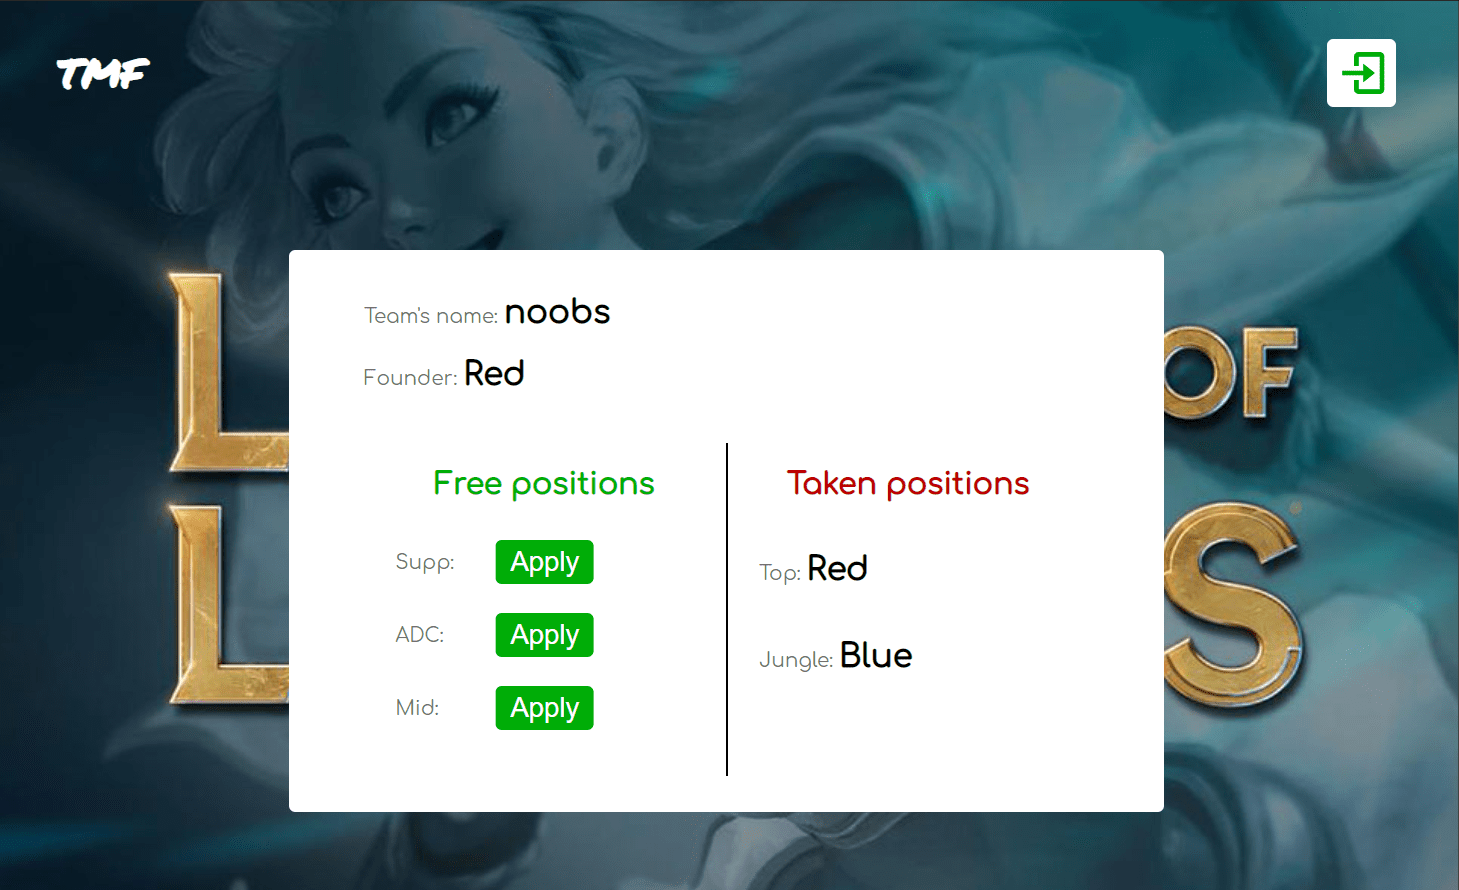 TMF
L OF
L S
Team's name: noobs
Founder: Red
Free positions
Supp: Apply
ADC: Apply
Mid: Apply
Taken positions
Top: Red
Jungle: Blue